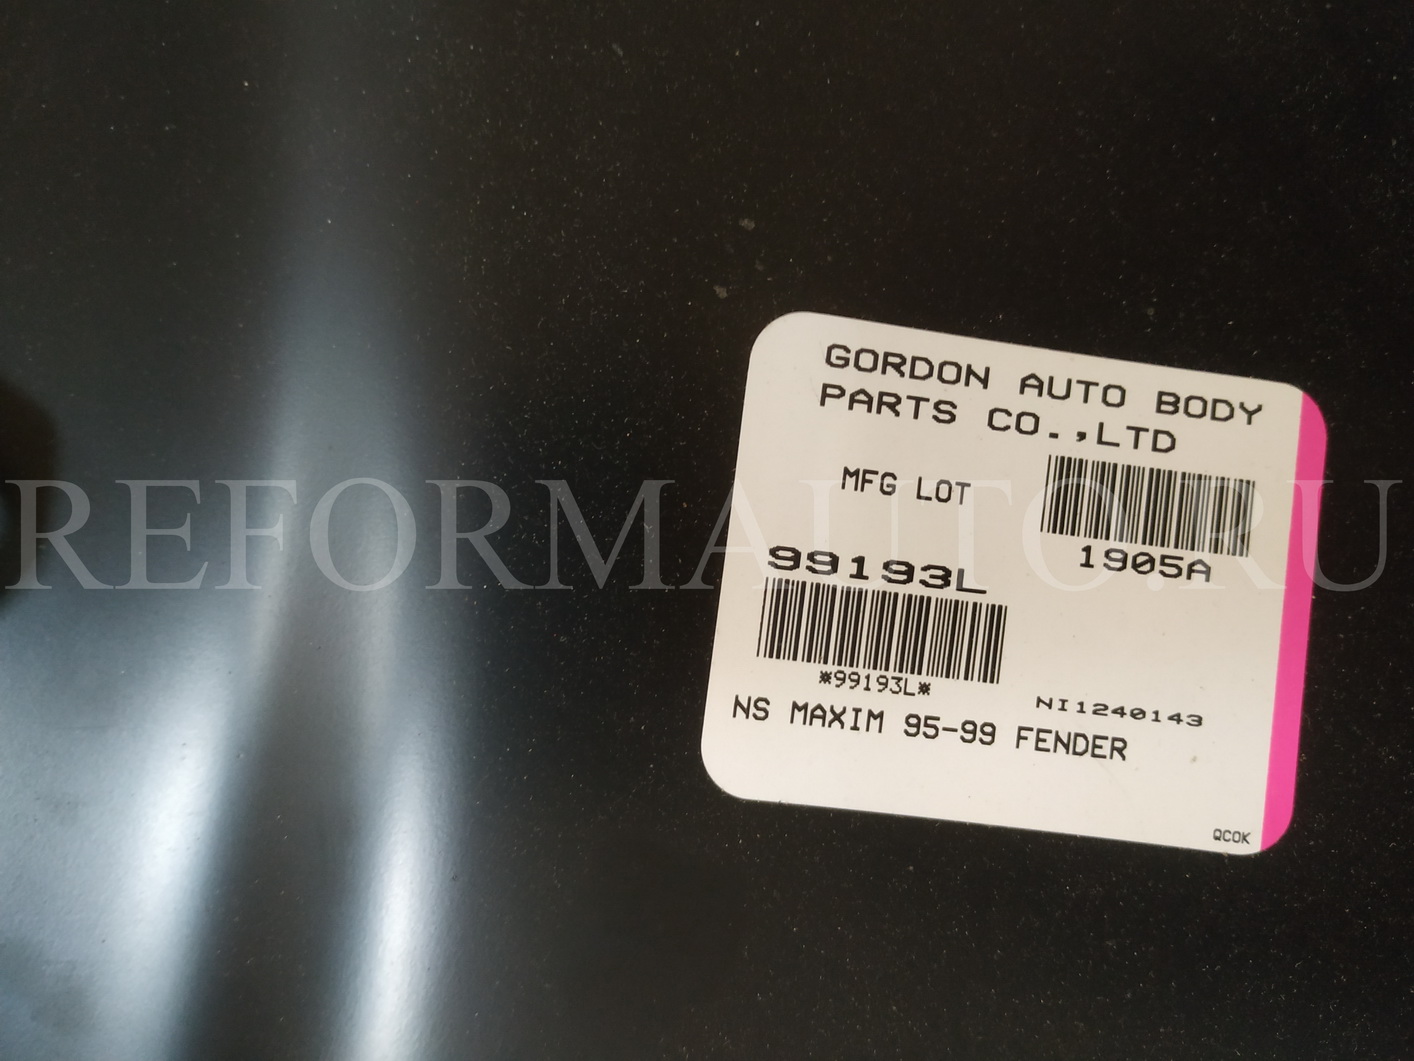 GORDON AUTO BODY
PARTS CO.,LTD
MFG LOT
1905A
99193L
*99193L*
NI1240143
NS MAXIM 95-99 FENDER
QCOK
REFORMAUTO.RU